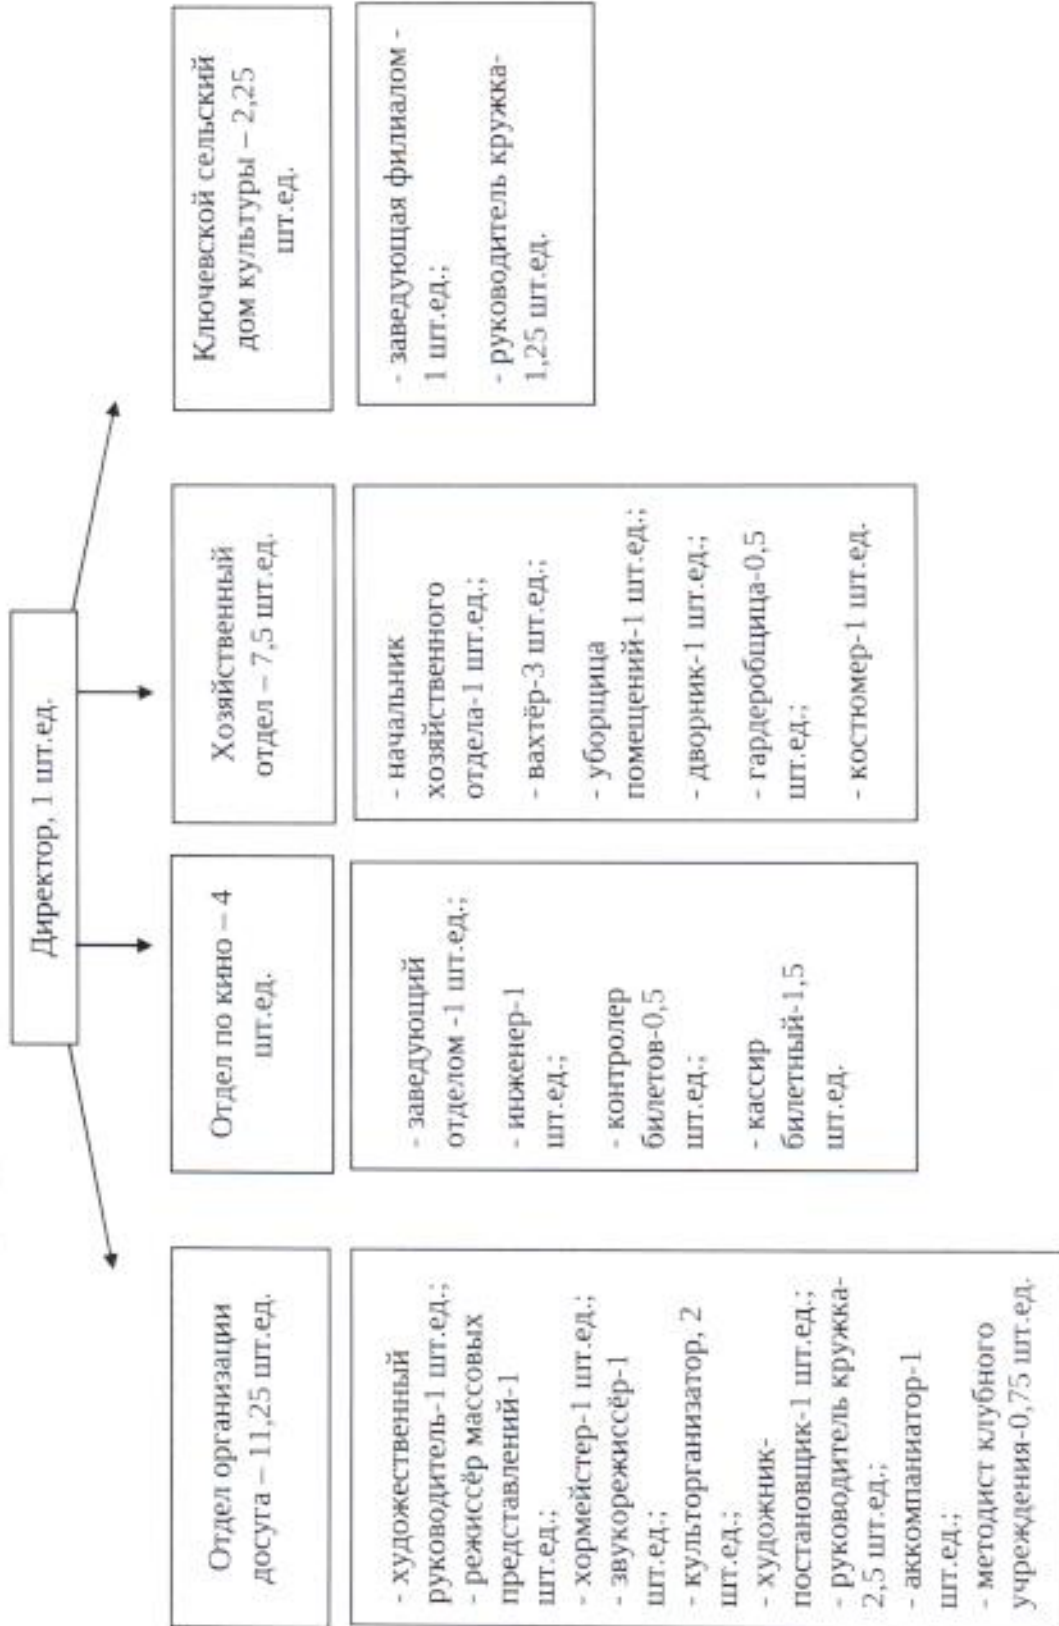 Директор, 1 шт.ед.
Отдел организации
досуга – 11,25 шт.ед.
- художественный
руководитель-1 шт.ед.;
- режиссёр массовых
представлений-1
шт.ед.;
- хормейстер-1 шт.ед.;
- звукорежиссёр-1
шт.ед.;
- культорганизатор, 2
шт.ед.;
- художник-
постановщик-1 шт.ед.;
- руководитель кружка-
2,5 шт.ед.;
- аккомпаниатор-1
шт.ед.;
- методист клубного
учреждения-0,75 шт.ед.
Отдел по кино – 4
шт.ед.
- заведующий
отделом -1 шт.ед.;
- инженер-1
шт.ед.;
- контролер
билетов-0,5
шт.ед.;
- кассир
билетный-1,5
шт.ед.
Хозяйственный
отдел – 7,5 шт.ед.
- начальник
хозяйственного
отдела-1 шт.ед.;
- вахтёр-3 шт.ед.;
- уборщица
помещений-1 шт.ед.;
- дворник-1 шт.ед.;
- гардеробщица-0,5
шт.ед.;
- костюмер-1 шт.ед.
Ключевской сельский
дом культуры – 2,25
шт.ед.
- заведующая филиалом -
1 шт.ед.;
- руководитель кружка-
1,25 шт.ед.